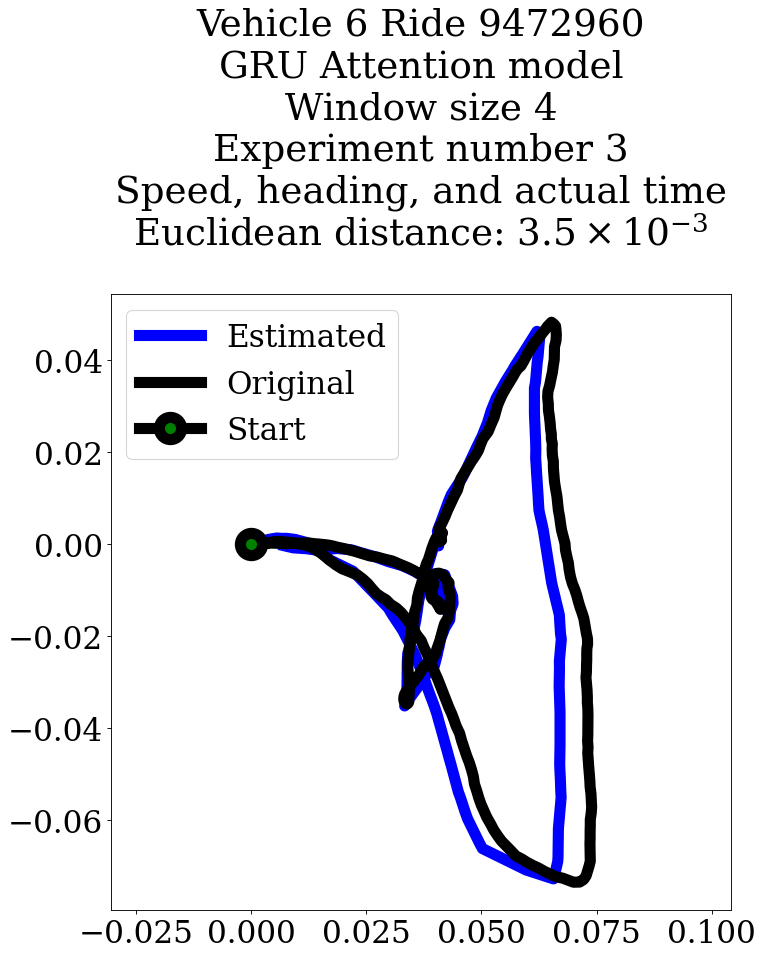 Vehicle 6 Ride 9472960
GRU Attention model
Window size 4
Experiment number 3
Speed, heading, and actual time
Euclidean distance: 3.5 × 10⁻³
Estimated
Original
Start
0.04
0.02
0.00
−0.02
−0.04
−0.06
−0.025 0.000 0.025 0.050 0.075 0.100